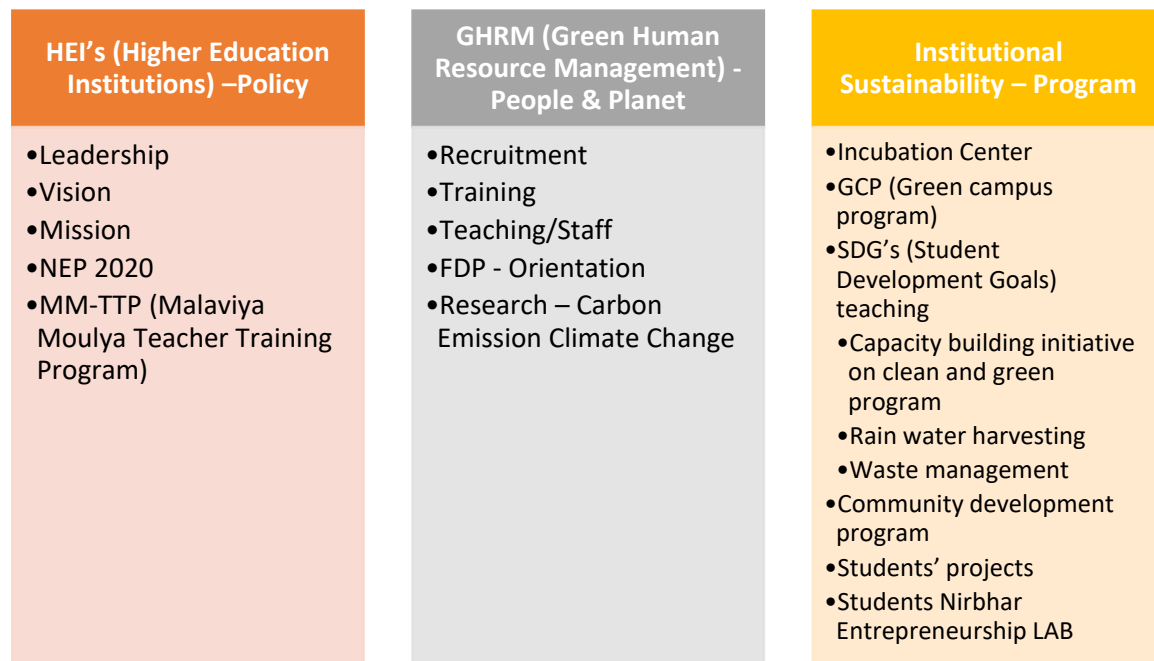 HEI's (Higher Education
Institutions) –Policy
•Leadership
•Vision
•Mission
•NEP 2020
•MM-TTP (Malaviya
Moulya Teacher Training
Program)
GHRM (Green Human
Resource Management) -
People & Planet
•Recruitment
•Training
•Teaching/Staff
•FDP - Orientation
•Research – Carbon
Emission Climate Change
Institutional
Sustainability – Program
•Incubation Center
•GCP (Green campus
program)
•SDG's (Student
Development Goals)
teaching
•Capacity building initiative
on clean and green
program
•Rain water harvesting
•Waste management
•Community development
program
•Students' projects
•Students Nirbhar
Entrepreneurship LAB